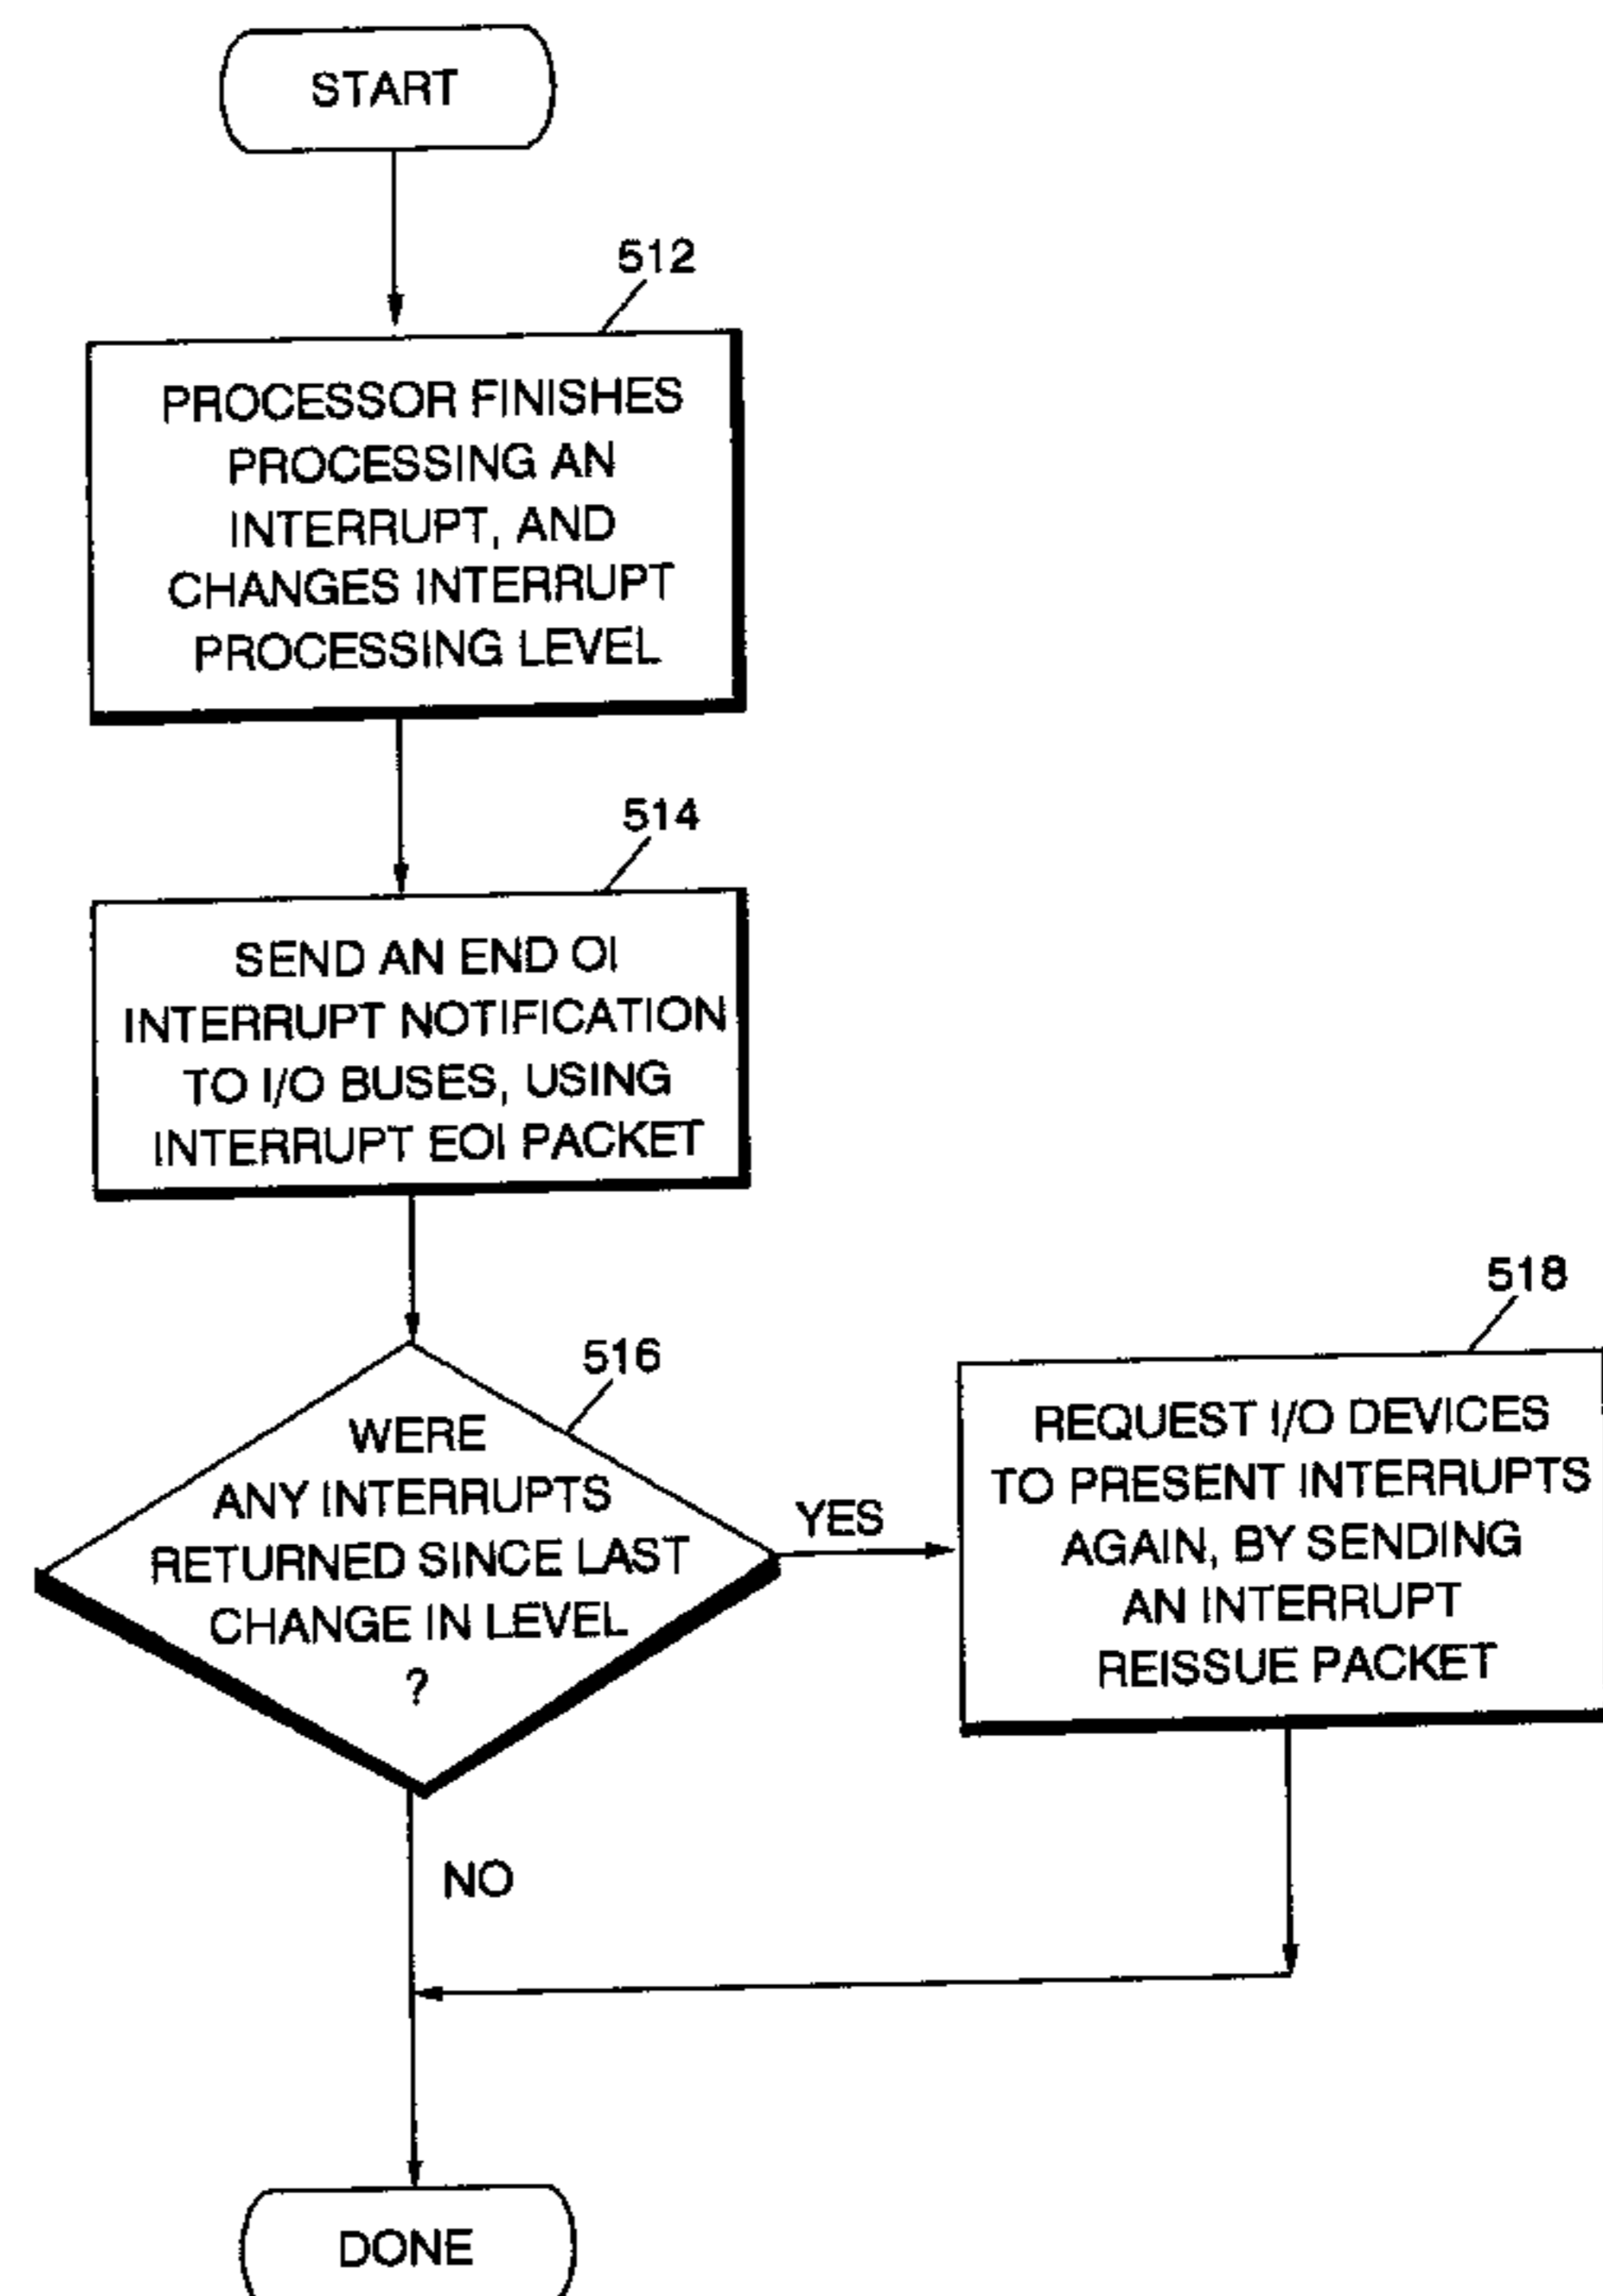 START
512
PROCESSOR FINISHES
PROCESSING AN
INTERRUPT, AND
CHANGES INTERRUPT
PROCESSING LEVEL
514
SEND AN END OI
INTERRUPT NOTIFICATION
TO I/O BUSES, USING
INTERRUPT EOI PACKET
516
WERE
ANY INTERRUPTS
RETURNED SINCE LAST
CHANGE IN LEVEL
?
YES
518
REQUEST I/O DEVICES
TO PRESENT INTERRUPTS
AGAIN, BY SENDING
AN INTERRUPT
REISSUE PACKET
NO
DONE